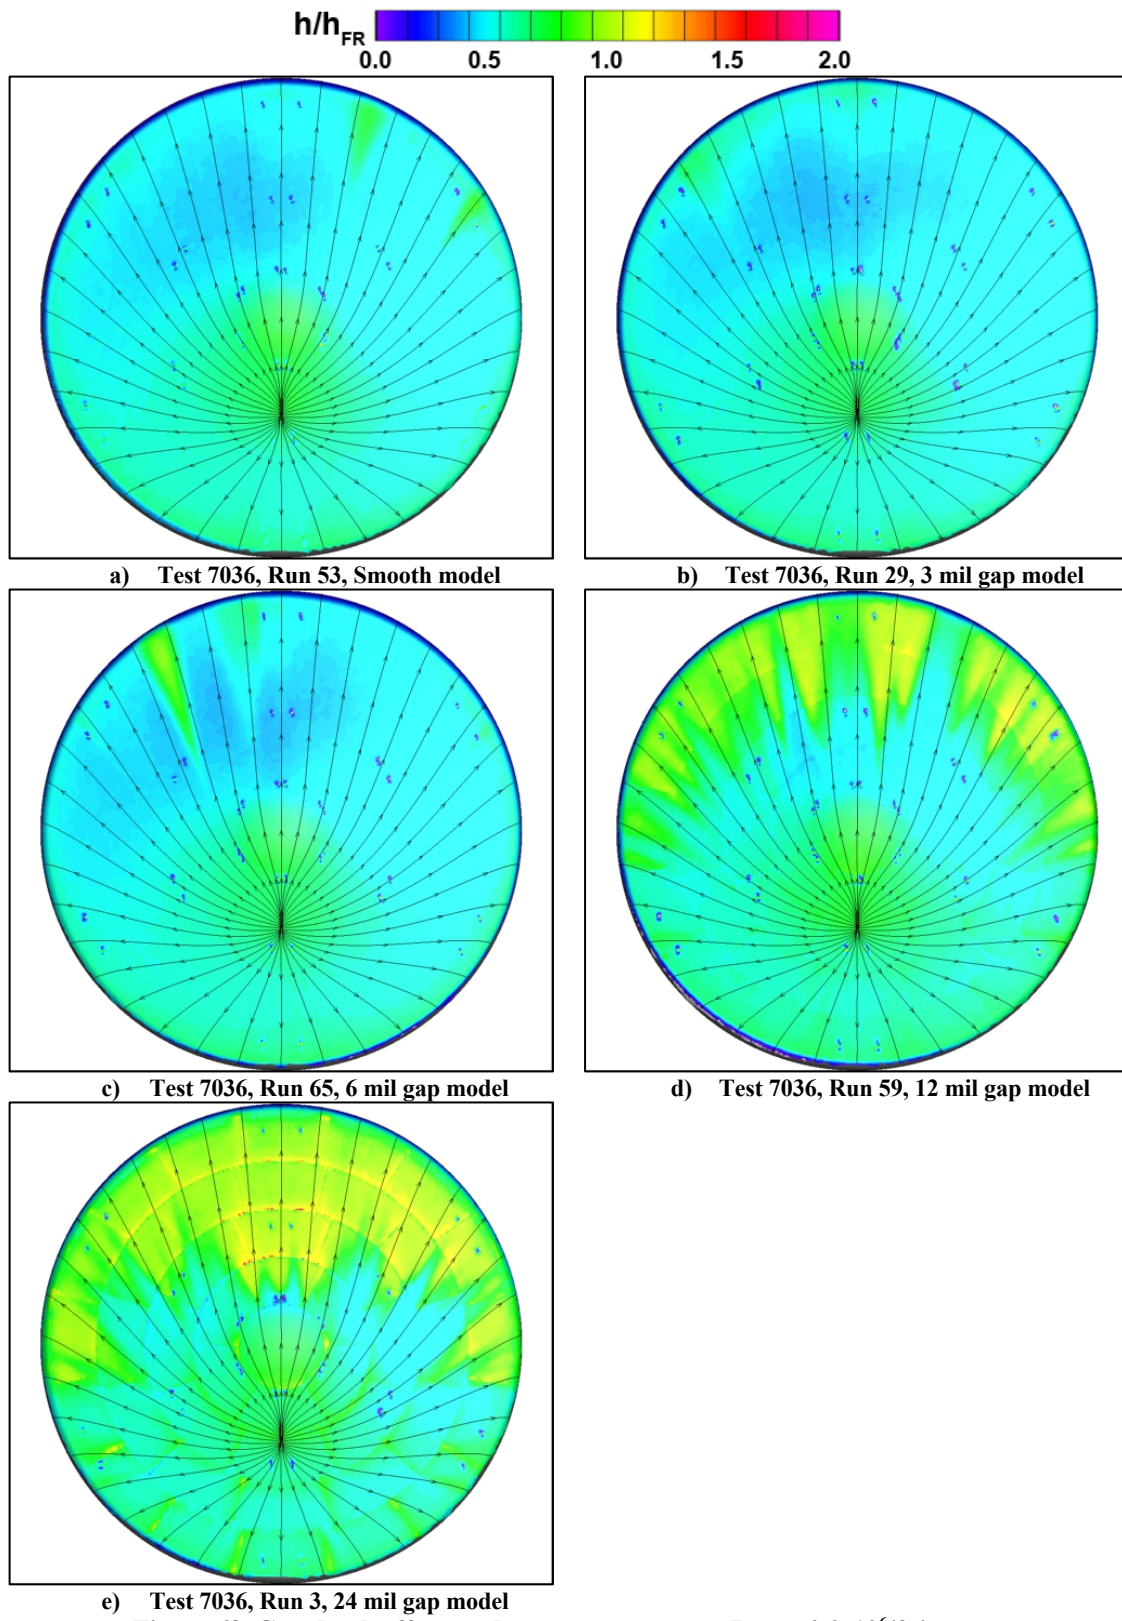 h/hFR
0.0 0.5 1.0 1.5 2.0
a) Test 7036, Run 53, Smooth model
b) Test 7036, Run 29, 3 mil gap model
c) Test 7036, Run 65, 6 mil gap model
d) Test 7036, Run 59, 12 mil gap model
e) Test 7036, Run 3, 24 mil gap model